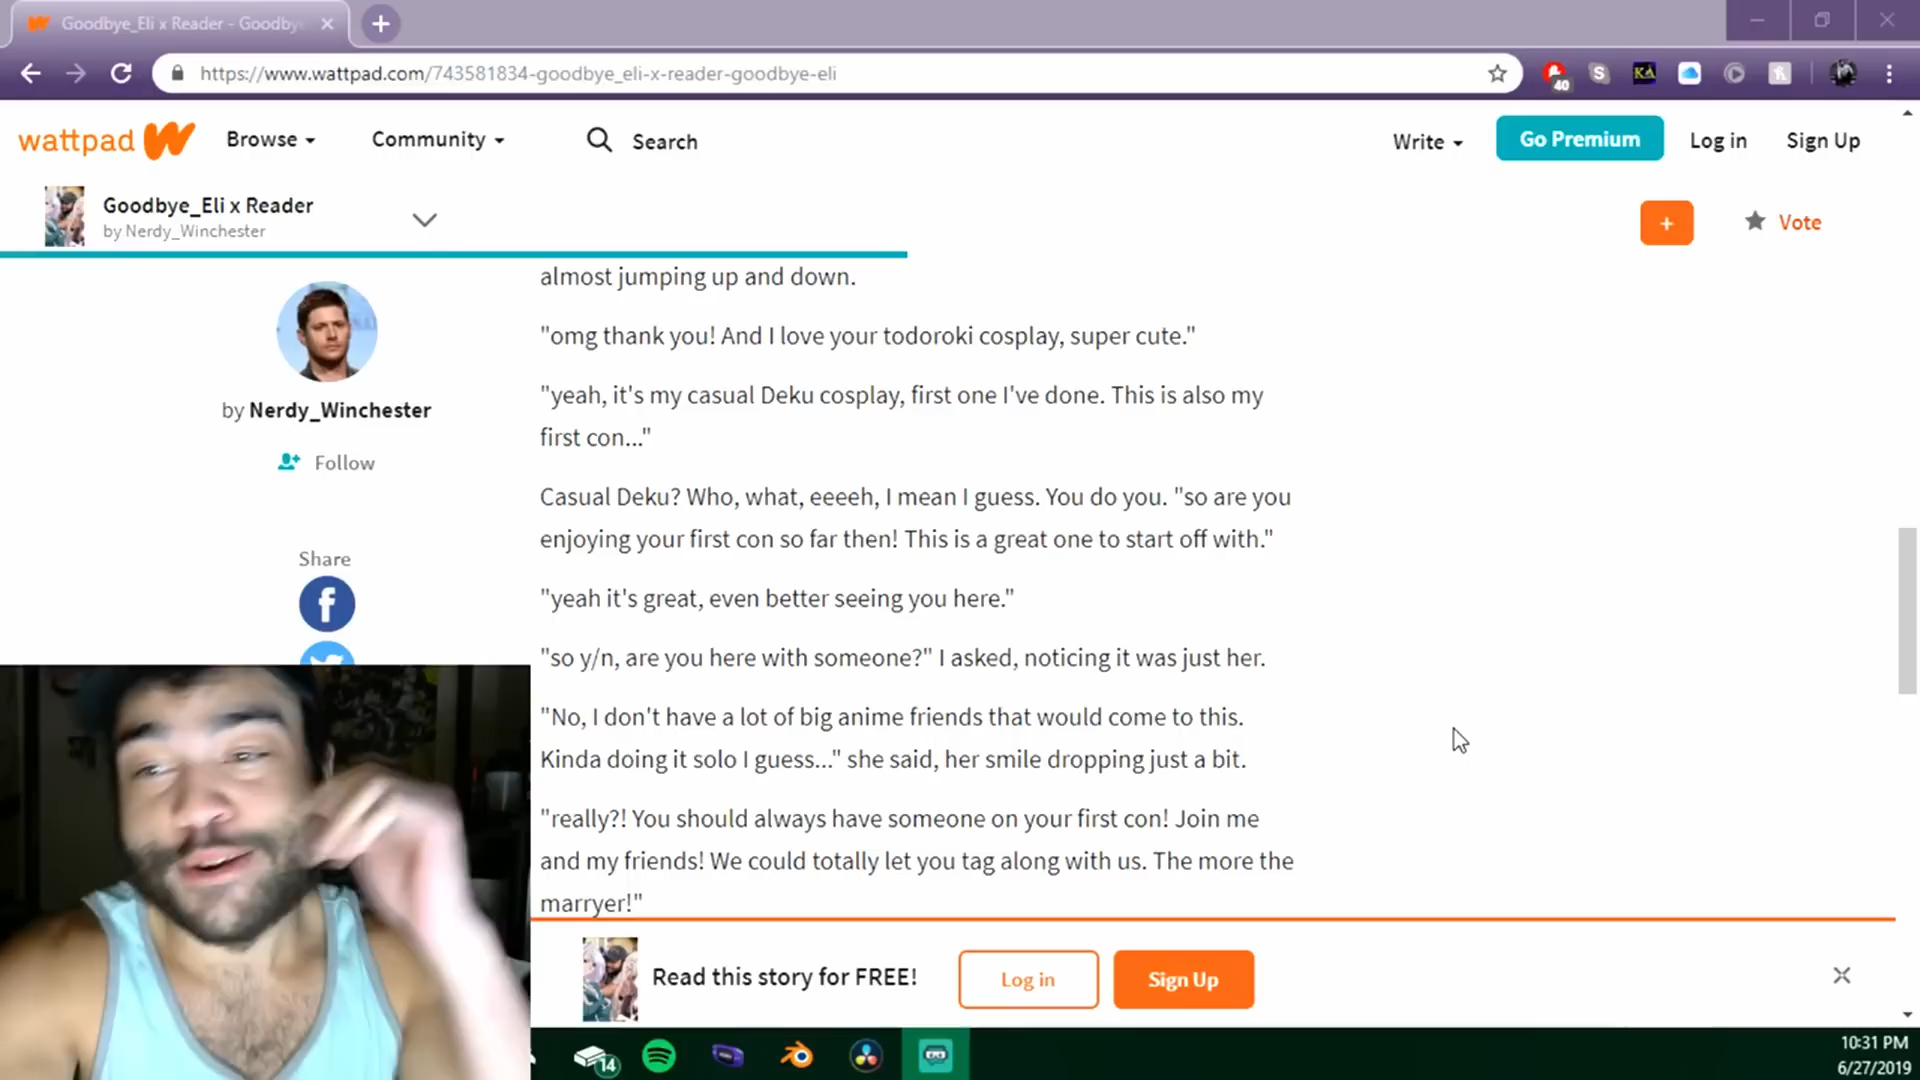 Goodbye_Eli x Reader - Goodby
https://www.wattpad.com/743581834-goodbye_eli-x-reader-goodbye-eli
40
S
KA
wattpad
Browse
Community
Search
Write
Go Premium
Log in
Sign Up
Goodbye_Eli x Reader
by Nerdy_Winchester
+
Vote
almost jumping up and down.
"omg thank you! And I love your todoroki cosplay, super cute."
"yeah, it's my casual Deku cosplay, first one I've done. This is also my
first con..."
Casual Deku? Who, what, eeeeh, I mean I guess. You do you. "so are you
enjoying your first con so far then! This is a great one to start off with."
"yeah it's great, even better seeing you here."
"so y/n, are you here with someone?" I asked, noticing it was just her.
"No, I don't have a lot of big anime friends that would come to this.
Kinda doing it solo I guess..." she said, her smile dropping just a bit.
"really?! You should always have someone on your first con! Join me
and my friends! We could totally let you tag along with us. The more the
marryer!"
by Nerdy_Winchester
Follow
Share
f
Read this story for FREE!
Log in
Sign Up
14
10:31 PM
6/27/2019